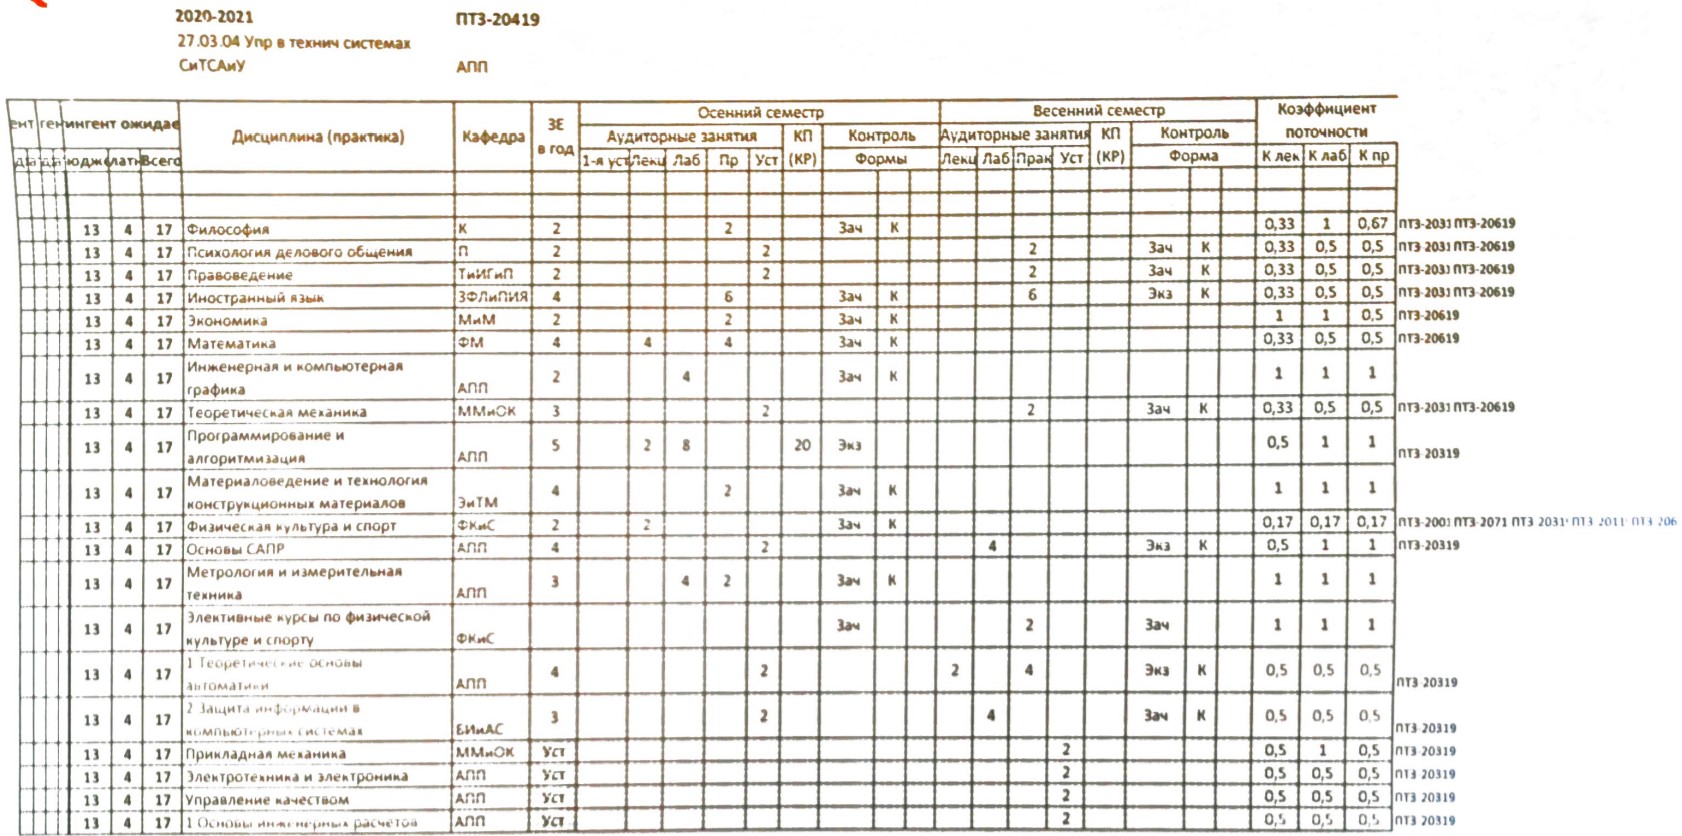 2020-2021 ПТЗ-20419
27.03.04 Упр в технич системах
СиТСАиУ АПП
Осенний семестр Весенний семестр Коэффициент
ингент ожидае Дисциплина (практика) Кафедра ЗЕ Аудиторные занятия КП Контроль Аудиторные занятия КП Контроль поточности
в год
Всего 1-я уст Лекц Лаб Пр Уст (КР) Формы Лекц Лаб Прак Уст (КР) Форма К лек К лаб К пр
13 4 17 Философия К 2 2 Зач К 0,33 1 0,67 ПТЗ-2031 ПТЗ-20619
13 4 17 Психология делового общения П 2 2 2 Зач К 0,33 0,5 0,5 ПТЗ-2031 ПТЗ-20619
13 4 17 Правоведение ТиИГиП 2 2 2 Зач К 0,33 0,5 0,5 ПТЗ-2031 ПТЗ-20619
13 4 17 Иностранный язык ЗФЛиПИЯ 4 6 Зач К 6 Экз К 0,33 0,5 0,5 ПТЗ-2031 ПТЗ-20619
13 4 17 Экономика МиМ 2 2 Зач К 1 1 0,5 ПТЗ-20619
13 4 17 Математика ФМ 4 4 4 Зач К 0,33 0,5 0,5 ПТЗ-20619
Инженерная и компьютерная
13 4 17 графика АПП 2 4 Зач К 1 1 1
13 4 17 Теоретическая механика ММиОК 3 2 2 Зач К 0,33 0,5 0,5 ПТЗ-2031 ПТЗ-20619
Программирование и
13 4 17 алгоритмизация АПП 5 2 8 20 Экз 0,5 1 1 ПТЗ-20319
Материаловедение и технология
13 4 17 конструкционных материалов ЭиТМ 4 2 Зач К 1 1 1
13 4 17 Физическая культура и спорт ФКиС 2 2 Зач К 0,17 0,17 0,17 ПТЗ-2001 ПТЗ-2071 ПТЗ 2031 ПТЗ 2011 ПТЗ 206
13 4 17 Основы САПР АПП 4 2 4 Экз К 0,5 1 1 ПТЗ-20319
Метрология и измерительная
13 4 17 техника АПП 3 4 2 Зач К 1 1 1
Элективные курсы по физической
13 4 17 культуре и спорту ФКиС Зач 2 Зач 1 1 1
1 Теоретические основы
13 4 17 автоматики АПП 4 2 2 4 Экз К 0,5 0,5 0,5 ПТЗ 20319
2 Защита информации в
13 4 17 компьютерных системах ЕИиАС 3 2 4 Зач К 0,5 0,5 0,5 ПТЗ 20319
13 4 17 Прикладная механика ММиОК Уст 2 0,5 1 0,5 ПТЗ 20319
13 4 17 Электротехника и электроника АПП Уст 2 0,5 0,5 0,5 ПТЗ 20319
13 4 17 Управление качеством АПП Уст 2 0,5 0,5 0,5 ПТЗ 20319
13 4 17 1 Основы инженерных расчетов АПП Уст 2 0,5 0,5 0,5 ПТЗ 20319